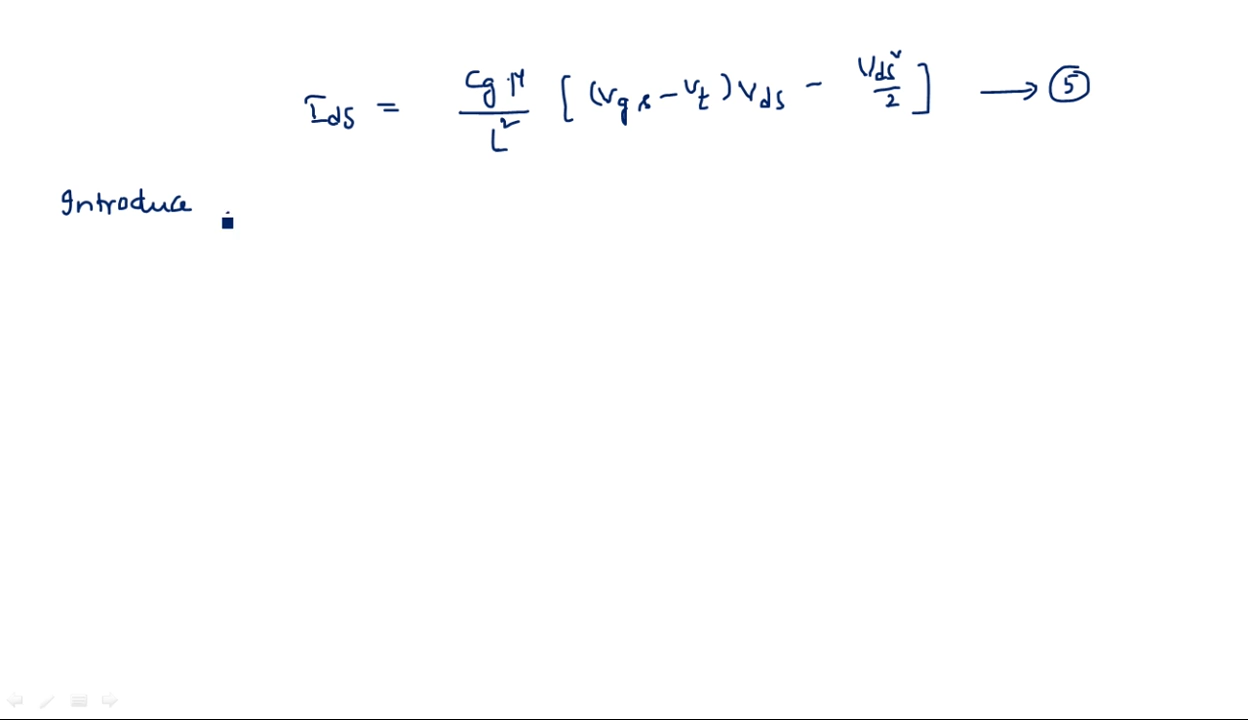 Ids = Cg μ / L² [ (Vgs - Vt) Vds - Vds² / 2 ] → ⑤
Introduce